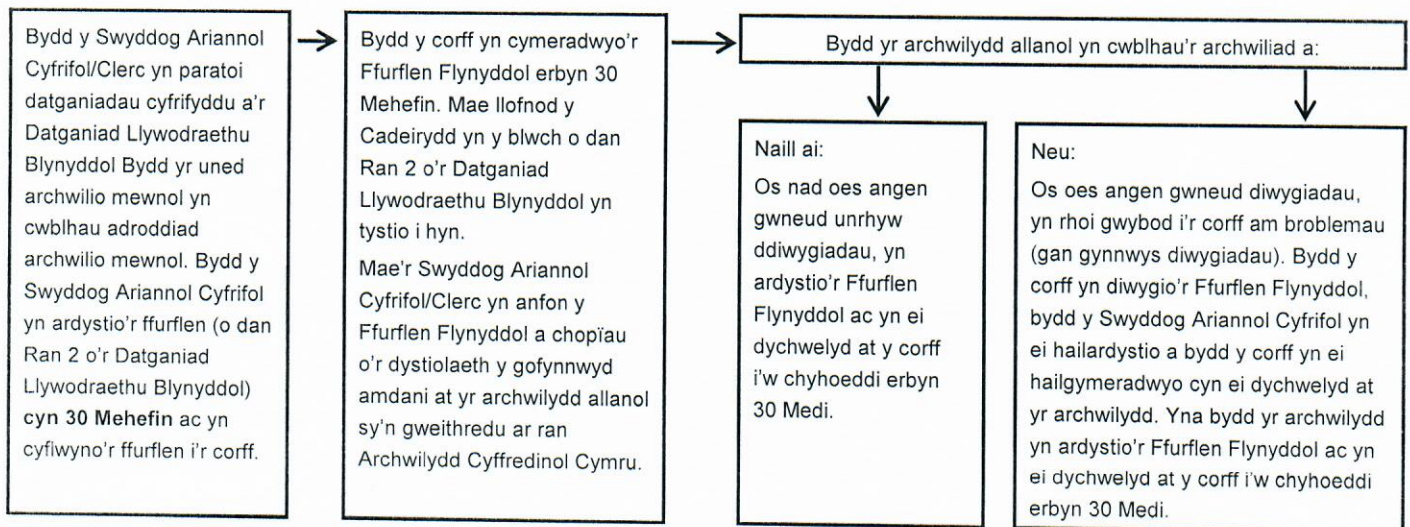 Bydd y Swyddog Ariannol
Cyfrifol/Clerc yn paratoi
datganiadau cyfrifyddu a'r
Datganiad Llywodraethu
Blynyddol Bydd yr uned
archwilio mewnol yn
cwblhau adroddiad
archwilio mewnol. Bydd y
Swyddog Ariannol Cyfrifol
yn ardystio'r ffurflen (o dan
Ran 2 o'r Datganiad
Llywodraethu Blynyddol)
cyn 30 Mehefin ac yn
cyflwyno'r ffurflen i'r corff.
Bydd y corff yn cymeradwyo'r
Ffurflen Flynyddol erbyn 30
Mehefin. Mae llofnod y
Cadeirydd yn y blwch o dan
Ran 2 o'r Datganiad
Llywodraethu Blynyddol yn
tystio i hyn.
Mae'r Swyddog Ariannol
Cyfrifol/Clerc yn anfon y
Ffurflen Flynyddol a chopïau
o'r dystiolaeth y gofynnwyd
amdani at yr archwilydd allanol
sy'n gweithredu ar ran
Archwilydd Cyffredinol Cymru.
Bydd yr archwilydd allanol yn cwblhau'r archwiliad a:
Naill ai:
Os nad oes angen
gwneud unrhyw
ddiwygiadau, yn
ardystio'r Ffurflen
Flynyddol ac yn ei
dychwelyd at y corff
i'w chyhoeddi erbyn
30 Medi.
Neu:
Os oes angen gwneud diwygiadau,
yn rhoi gwybod i'r corff am broblemau
(gan gynnwys diwygiadau). Bydd y
corff yn diwygio'r Ffurflen Flynyddol,
bydd y Swyddog Ariannol Cyfrifol yn
ei hailardystio a bydd y corff yn ei
hailgymeradwyo cyn ei dychwelyd at
yr archwilydd. Yna bydd yr archwilydd
yn ardystio'r Ffurflen Flynyddol ac yn
ei dychwelyd at y corff i'w chyhoeddi
erbyn 30 Medi.